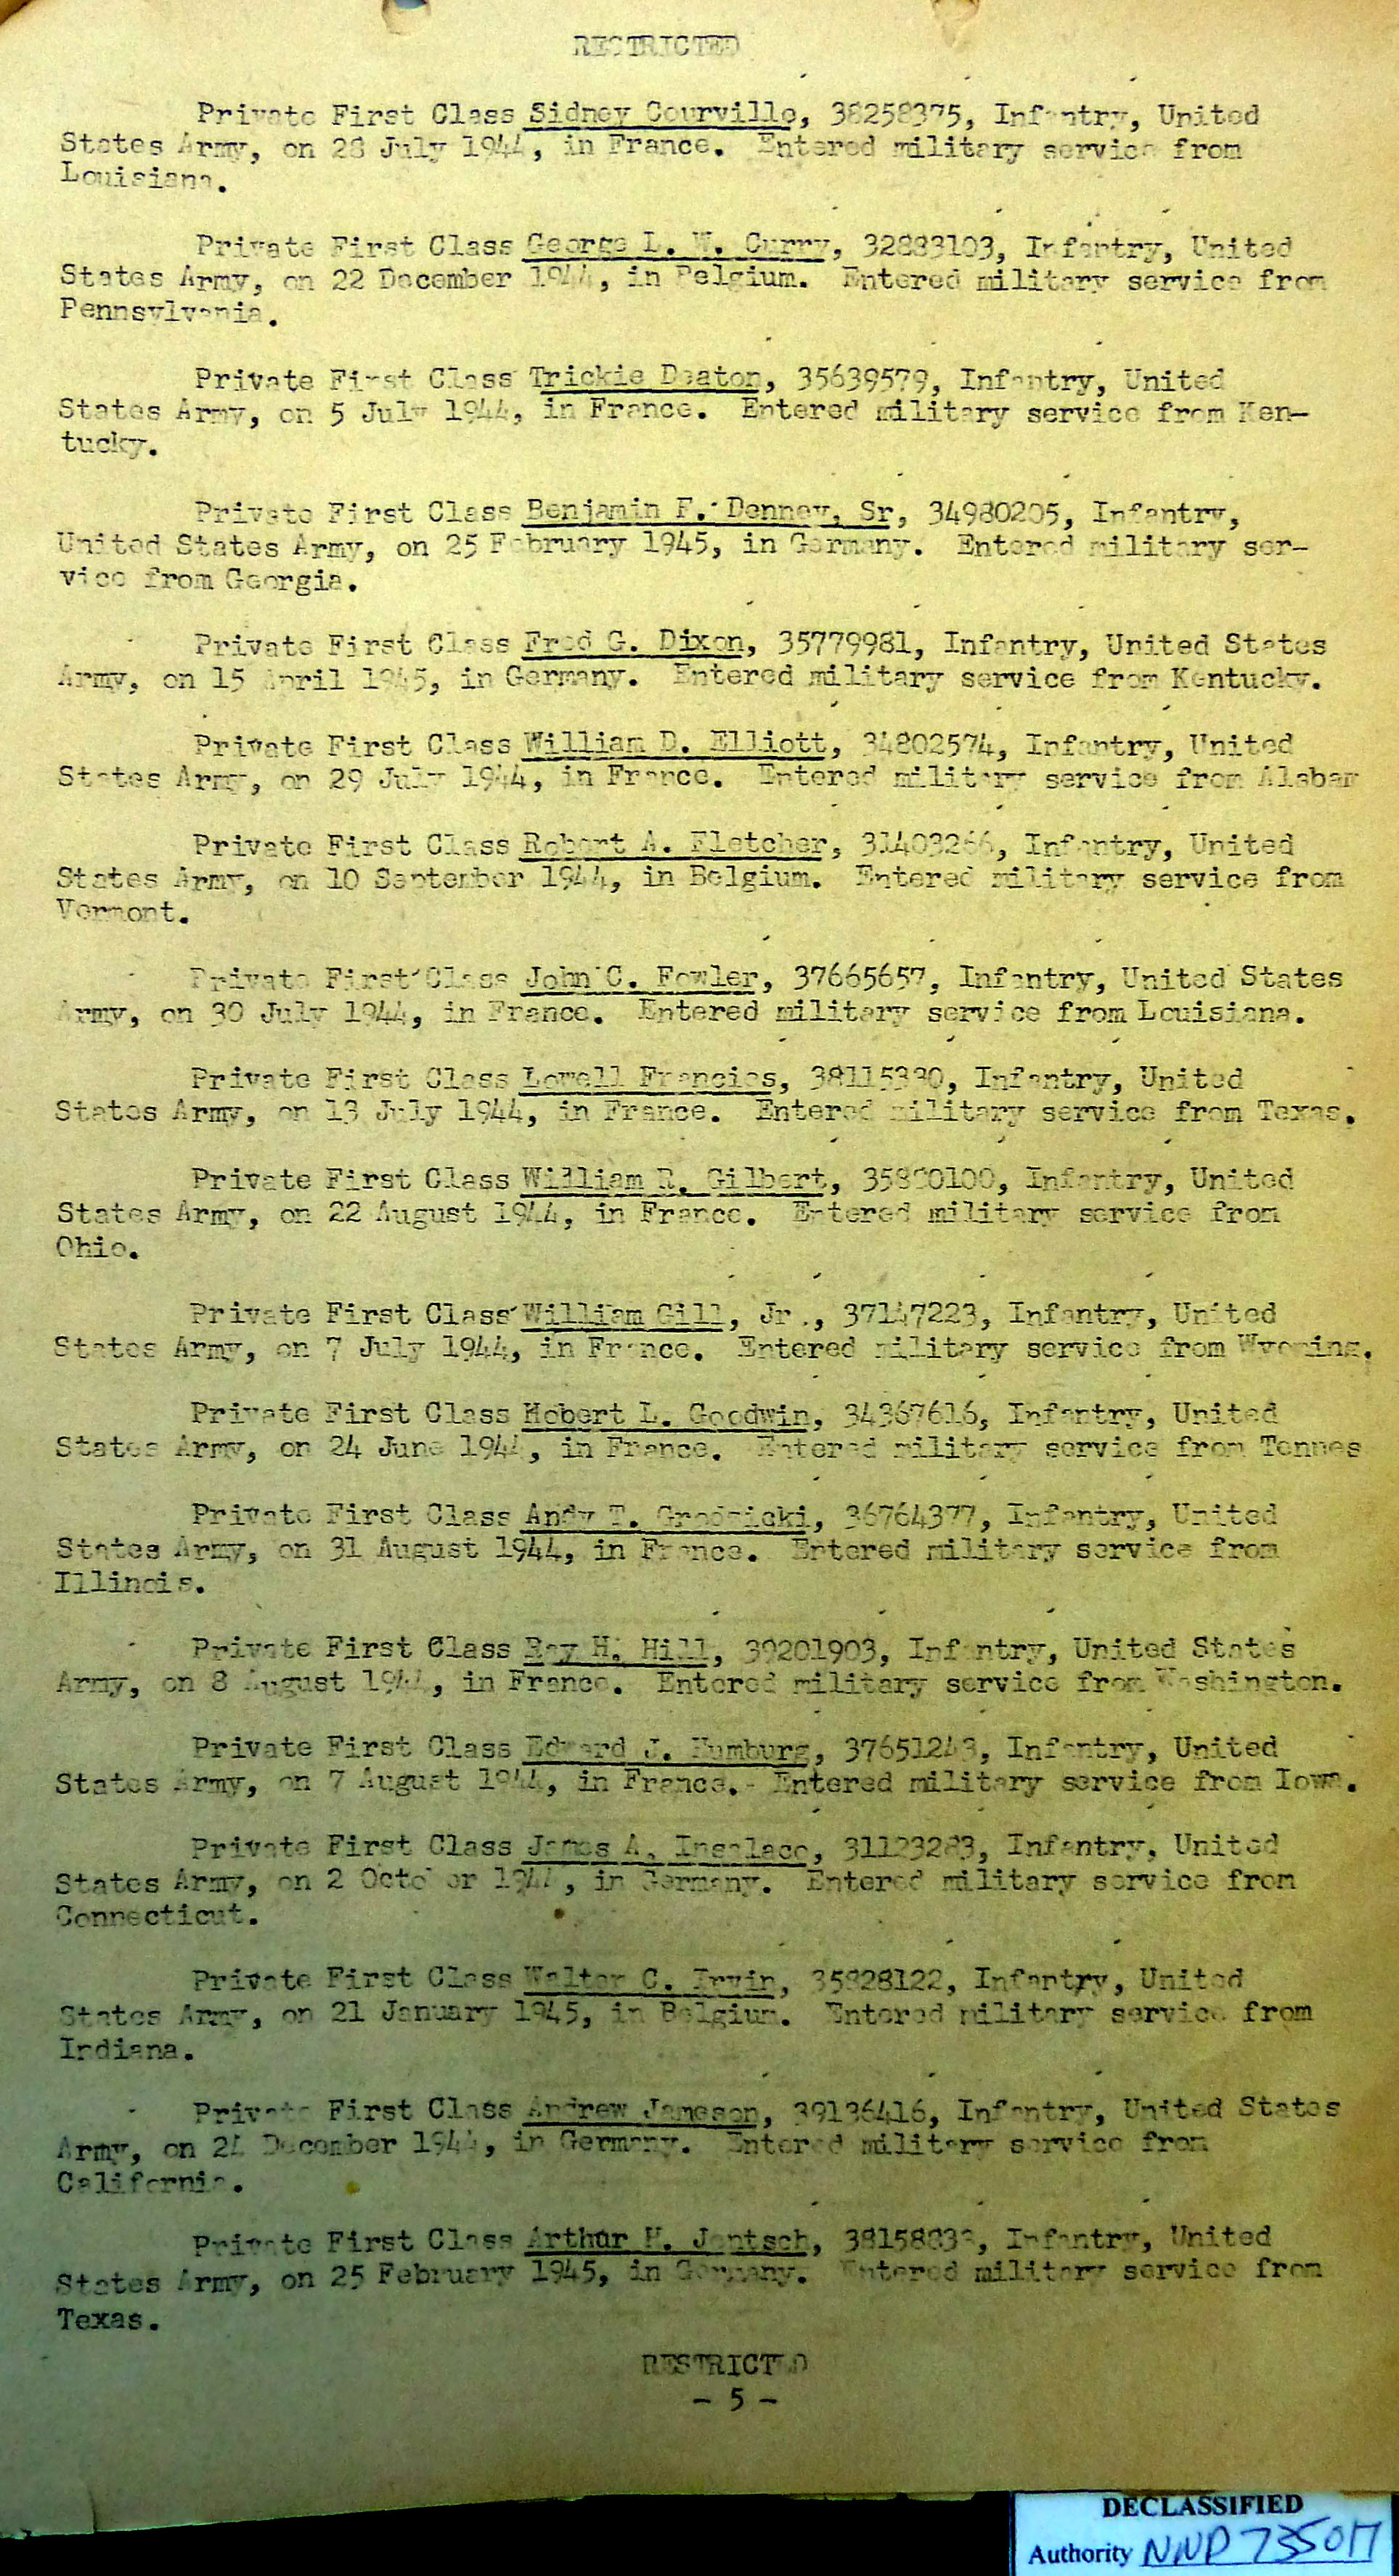 RESTRICTED
Private First Class Sidney Courville, 38258375, Infantry, United
States Army, on 28 July 1944, in France. Entered military service from
Louisiana.
Private First Class George L. W. Curry, 32883103, Infantry, United
States Army, on 22 December 1944, in Belgium. Entered military service from
Pennsylvania.
Private First Class Trickie Deaton, 35639579, Infantry, United
States Army, on 5 July 1944, in France. Entered military service from Ken-
tucky.
Private First Class Benjamin F. Denney, Sr, 34980205, Infantry,
United States Army, on 25 February 1945, in Germany. Entered military ser-
vice from Georgia.
Private First Class Fred G. Dixon, 35779981, Infantry, United States
Army, on 15 April 1945, in Germany. Entered military service from Kentucky.
Private First Class William D. Elliott, 34802574, Infantry, United
States Army, on 29 July 1944, in France. Entered military service from Alabam
Private First Class Robert A. Fletcher, 31403266, Infantry, United
States Army, on 10 September 1944, in Belgium. Entered military service from
Vermont.
Private First Class John C. Fowler, 37665657, Infantry, United States
Army, on 30 July 1944, in France. Entered military service from Louisiana.
Private First Class Lowell Francies, Infantry, United
States Army, on 13 July 1944, in France. Entered military service from Texas.
Private First Class William R. Gilbert, Infantry, United
States Army, on 22 August 1944, in France. Entered military service from
Ohio.
Private First Class William Gill, Jr., 37147223, Infantry, United
States Army, on 7 July 1944, in France. Entered military service from Wyoming.
Private First Class Hobert L. Goodwin, 34367616, Infantry, United
States Army, on 24 June 1944, in France. Entered military service from Tennes
Private First Class Andy T. Grodzicki, 36764377, Infantry, United
States Army, on 31 August 1944, in France. Entered military service from
Illinois.
Private First Class Ray H. Hill, 39201903, Infantry, United States
Army, on 8 August 1944, in France. Entered military service from Washington.
Private First Class Edward J. Humburg, 37651243, Infantry, United
States Army, on 7 August 1944, in France. Entered military service from Iowa.
Private First Class James A. Insalaco, 31123283, Infantry, United
States Army, on 2 October 1944, in Germany. Entered military service from
Connecticut.
Private First Class Walter C. Irvin, 35828122, Infantry, United
States Army, on 21 January 1945, in Belgium. Entered military service from
Indiana.
Private First Class Andrew Jameson, 39136416, Infantry, United States
Army, on 24 December 1944, in Germany. Entered military service from
California.
Private First Class Arthur H. Jentsch, Infantry, United
States Army, on 25 February 1945, in Germany. Entered military service from
Texas.
RESTRICTED
- 5 -
DECLASSIFIED
Authority NND 735017